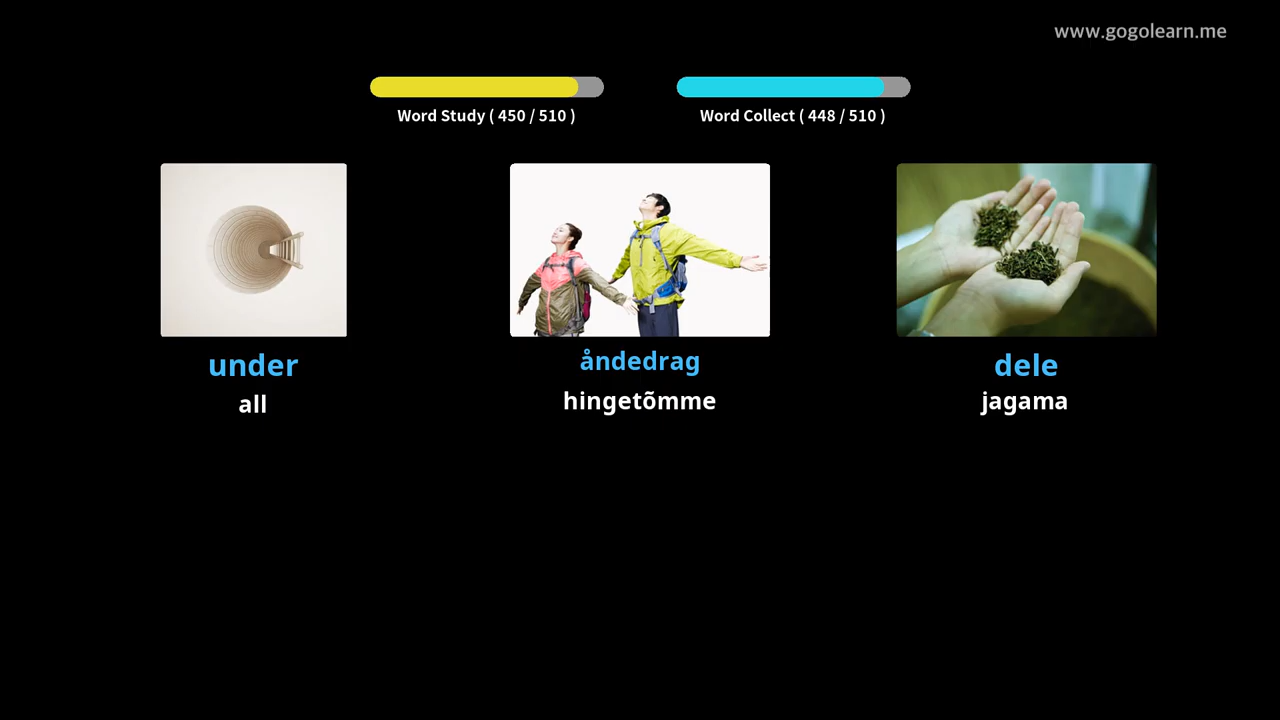 www.gogolearn.me
Word Study ( 450 / 510 )
Word Collect ( 448 / 510 )
under
all
åndedrag
hingetõmme
dele
jagama